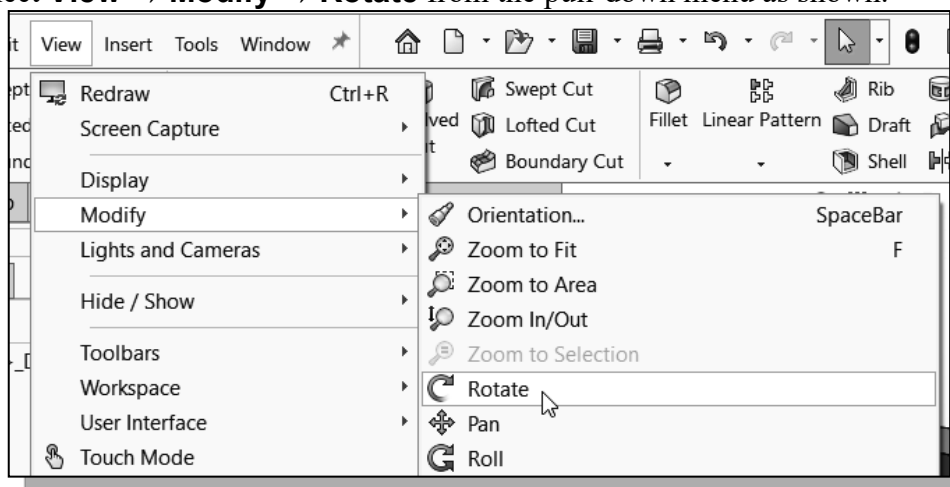 View → Modify → Rotate from the pull-down menu as shown.
View Insert Tools Window
Redraw Ctrl+R
Screen Capture
Display
Modify
Lights and Cameras
Hide / Show
Toolbars
Workspace
User Interface
Touch Mode
Swept Cut
Lofted Cut
Boundary Cut
Fillet Linear Pattern
Rib
Draft
Shell
Orientation... SpaceBar
Zoom to Fit F
Zoom to Area
Zoom In/Out
Zoom to Selection
Rotate
Pan
Roll